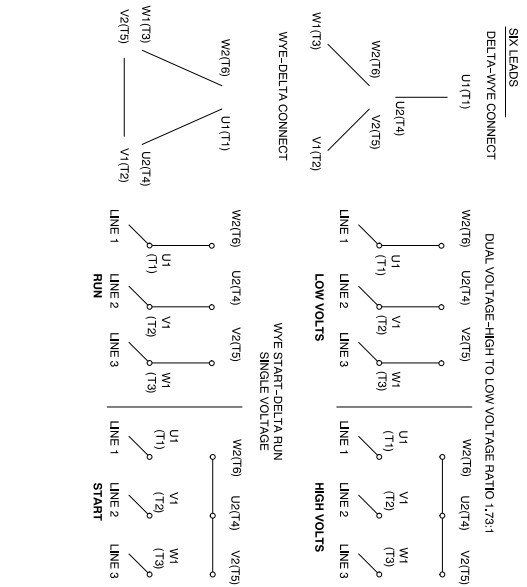 SIX LEADS
DELTA-WYE CONNECT
U1(T1)
U2(T4)
W2(T6)
V2(T5)
W1(T3)
V1(T2)
WYE-DELTA CONNECT
W2(T6)
U1(T1)
W1(T3)
V2(T5)
U2(T4)
V1(T2)
DUAL VOLTAGE-HIGH TO LOW VOLTAGE RATIO 1.73:1
W2(T6) U2(T4) V2(T5)
U1 V1 W1
(T1) (T2) (T3)
LINE 1 LINE 2 LINE 3
LOW VOLTS
W2(T6) U2(T4) V2(T5)
U1 V1 W1
(T1) (T2) (T3)
LINE 1 LINE 2 LINE 3
HIGH VOLTS
WYE START-DELTA RUN
SINGLE VOLTAGE
W2(T6) U2(T4) V2(T5)
U1 V1 W1
(T1) (T2) (T3)
LINE 1 LINE 2 LINE 3
RUN
W2(T6) U2(T4) V2(T5)
U1 V1 W1
(T1) (T2) (T3)
LINE 1 LINE 2 LINE 3
START